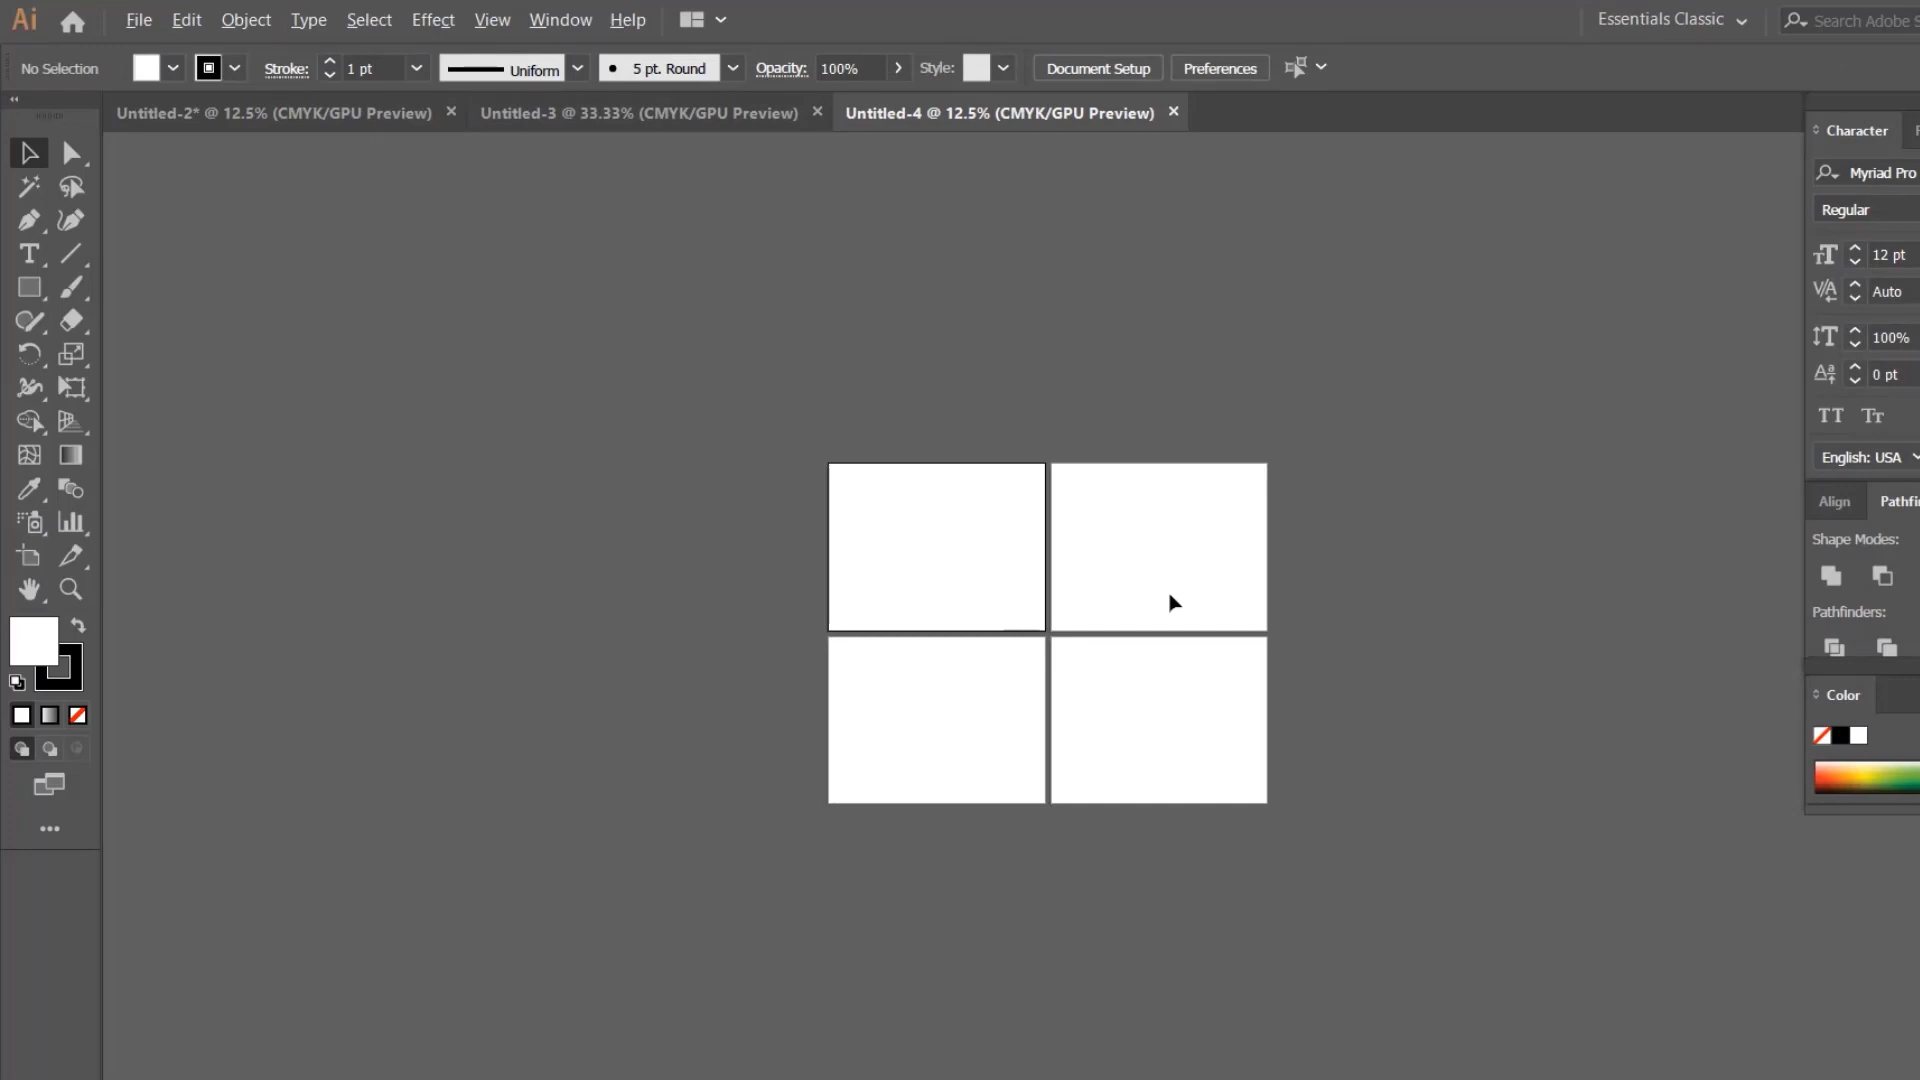 Ai File Edit Object Type Select Effect View Window Help Essentials Classic Search Adobe S
No Selection Stroke: 1 pt Uniform 5 pt. Round Opacity: 100% Style: Document Setup Preferences
Untitled-2* @ 12.5% (CMYK/GPU Preview) Untitled-3 @ 33.33% (CMYK/GPU Preview) Untitled-4 @ 12.5% (CMYK/GPU Preview)
Character
Myriad Pro
Regular
12 pt
Auto
100%
0 pt
TT Tr
English: USA
Align Pathfi
Shape Modes:
Pathfinders:
Color